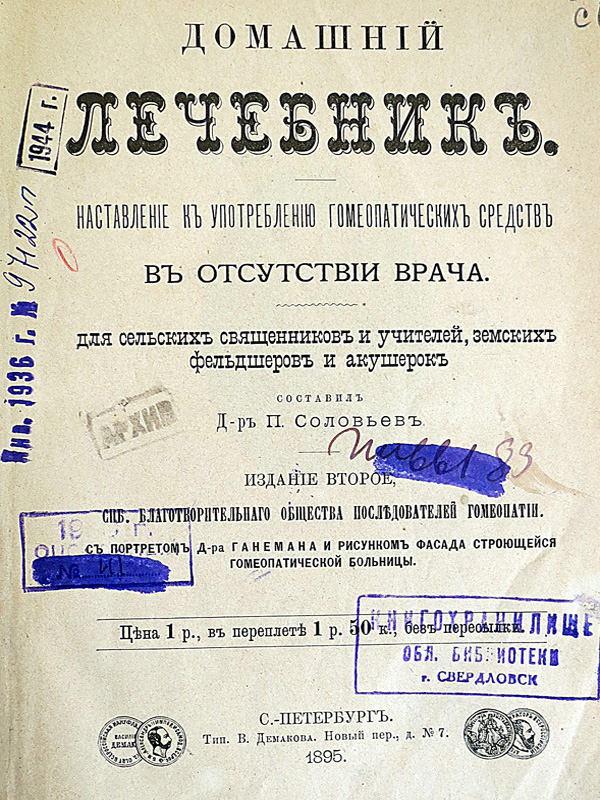 ДОМАШНІЙ
ЛЕЧЕБНИКЪ.
НАСТАВЛЕНІЕ КЪ УПОТРЕБЛЕНІЮ ГОМЕОПАТИЧЕСКИХЪ СРЕДСТВЪ
ВЪ ОТСУТСТВІИ ВРАЧА.
для сельскихъ священниковъ и учителей, земскихъ
фельдшеровъ и акушерокъ
СОСТАВИЛЪ
Д-ръ П. Соловьевъ.
ИЗДАНІЕ ВТОРОЕ,
СПБ. БЛАГОТВОРИТЕЛЬНАГО ОБЩЕСТВА ПОСЛѢДОВАТЕЛЕЙ ГОМЕОПАТІИ.
СЪ ПОРТРЕТОМЪ Д-ра ГАНЕМАНА И РИСУНКОМЪ ФАСАДА СТРОЮЩЕЙСЯ
ГОМЕОПАТИЧЕСКОЙ БОЛЬНИЦЫ.
Цѣна 1 р., въ переплетѣ 1 р. 50 к., безъ пересылки.
С.-ПЕТЕРБУРГЪ.
Тип. В. Демакова. Новый пер., д. № 7.
1895.
1944 г.
Янв. 1936 г. № 97122л
АРХИВ
КНИГОХРАНИЛИЩЕ
ОБЛ. БИБЛИОТЕКИ
г. СВЕРДЛОВСК